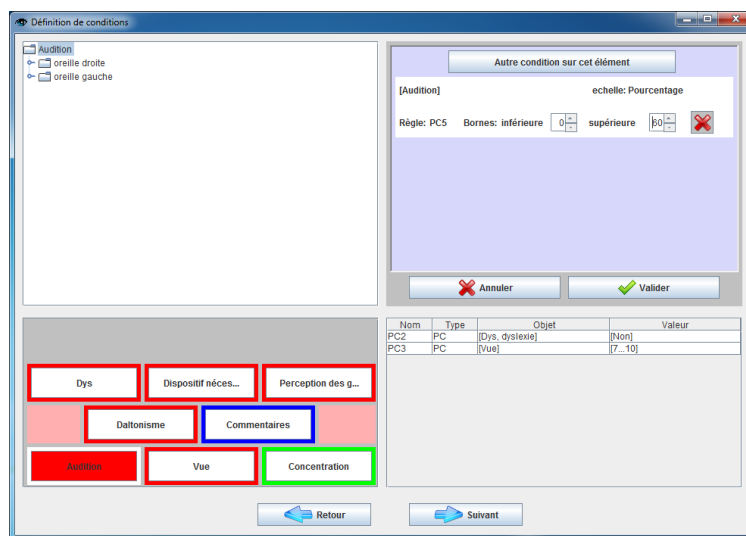 Définition de conditions
Audition
oreille droite
oreille gauche
Autre condition sur cet élément
[Audition] echelle: Pourcentage
Règle: PC5 Bornes: inférieure 0 supérieure 60
Annuler Valider
Nom Type Objet Valeur
PC2 PC [Dys, dyslexie] [Non]
PC3 PC [Vue] [7...10]
Dys Dispositif néces... Perception des g...
Daltonisme Commentaires
Audition Vue Concentration
Retour Suivant